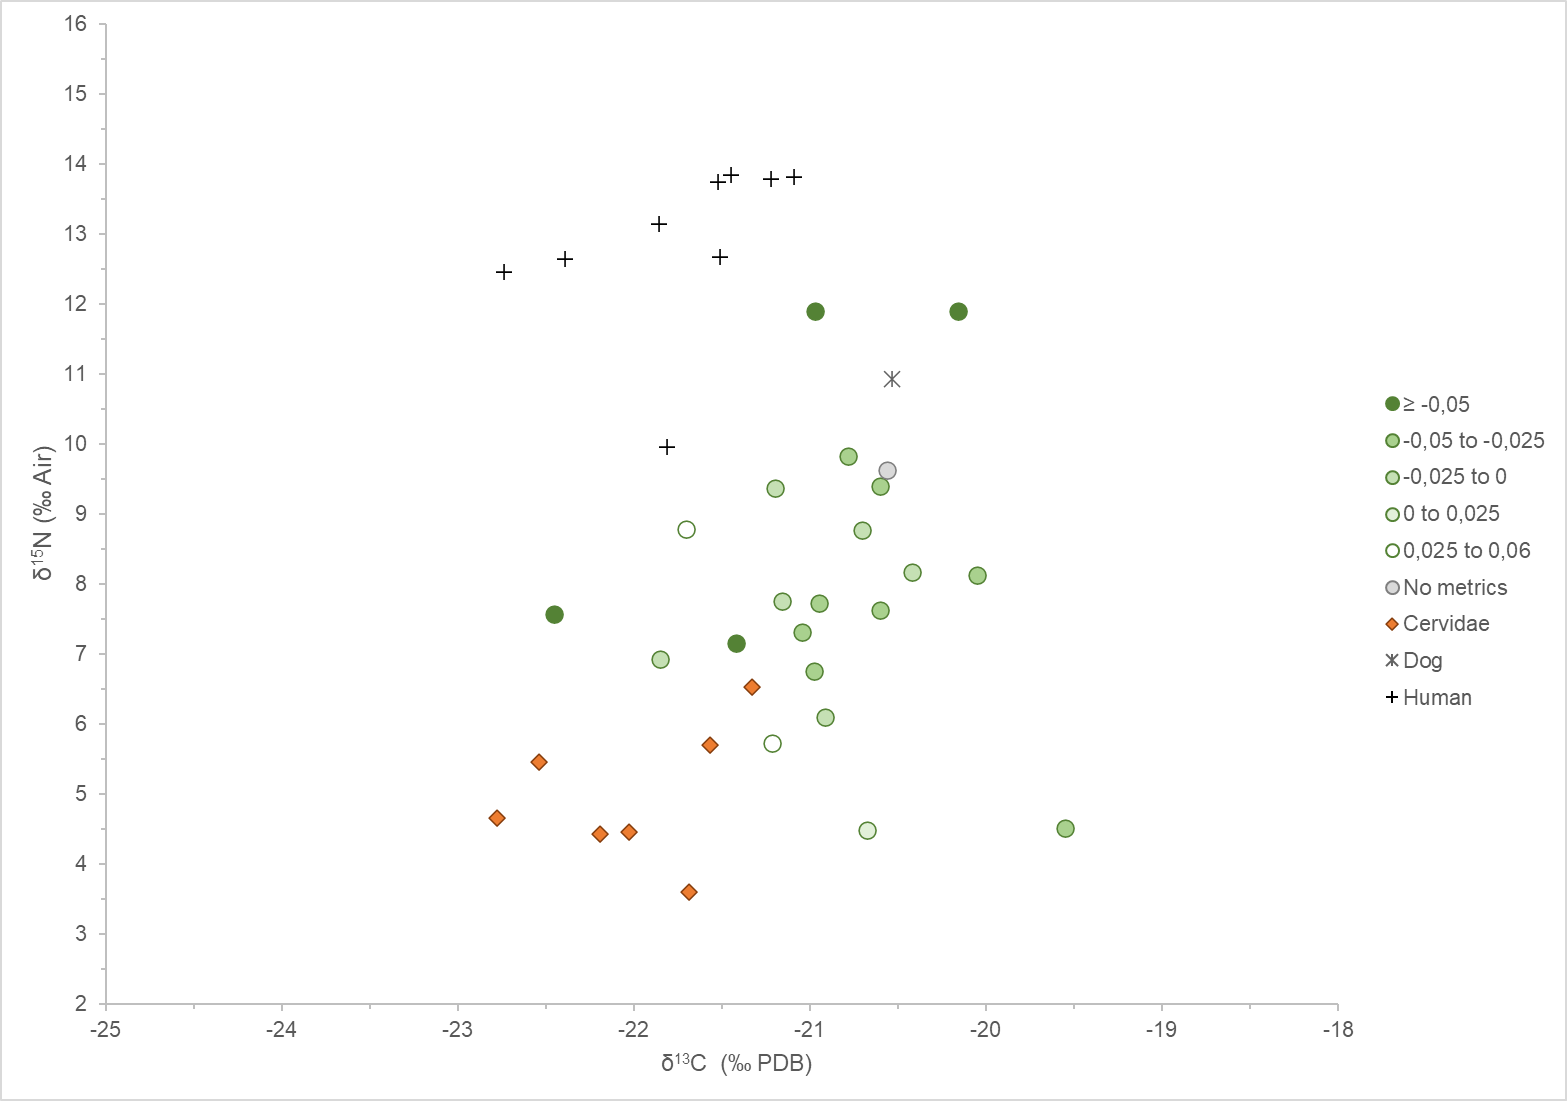 16
15
14
13
12
11
10
9
8
7
6
5
4
3
2
δ¹⁵N (‰ Air)
-25 -24 -23 -22 -21 -20 -19 -18
δ¹³C (‰ PDB)
≥ -0,05
-0,05 to -0,025
-0,025 to 0
0 to 0,025
0,025 to 0,06
No metrics
Cervidae
Dog
Human